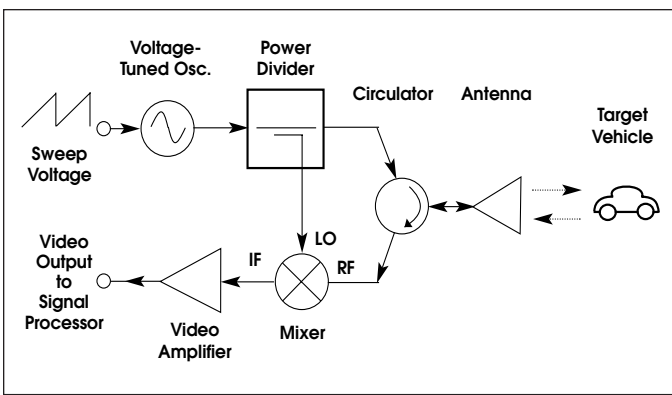 Voltage-
Tuned Osc.
Power
Divider
Circulator
Antenna
Target
Vehicle
Sweep
Voltage
LO
IF
RF
Video
Output
to
Signal
Processor
Video
Amplifier
Mixer